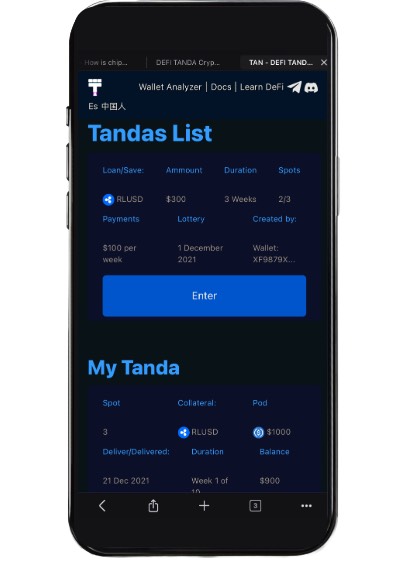 How is chip...
DEFI TANDA Cryp...
TAN - DEFI TAND...
Wallet Analyzer | Docs | Learn DeFi
Es 中国人
Tandas List
Loan/Save: Ammount Duration Spots
RLUSD $300 3 Weeks 2/3
Payments Lottery Created by:
$100 per week
1 December 2021
Wallet: XF9879X...
Enter
My Tanda
Spot Collateral: Pod
3 RLUSD $1000
Deliver/Delivered: Duration Balance
21 Dec 2021
Week 1 of 10
$900
3